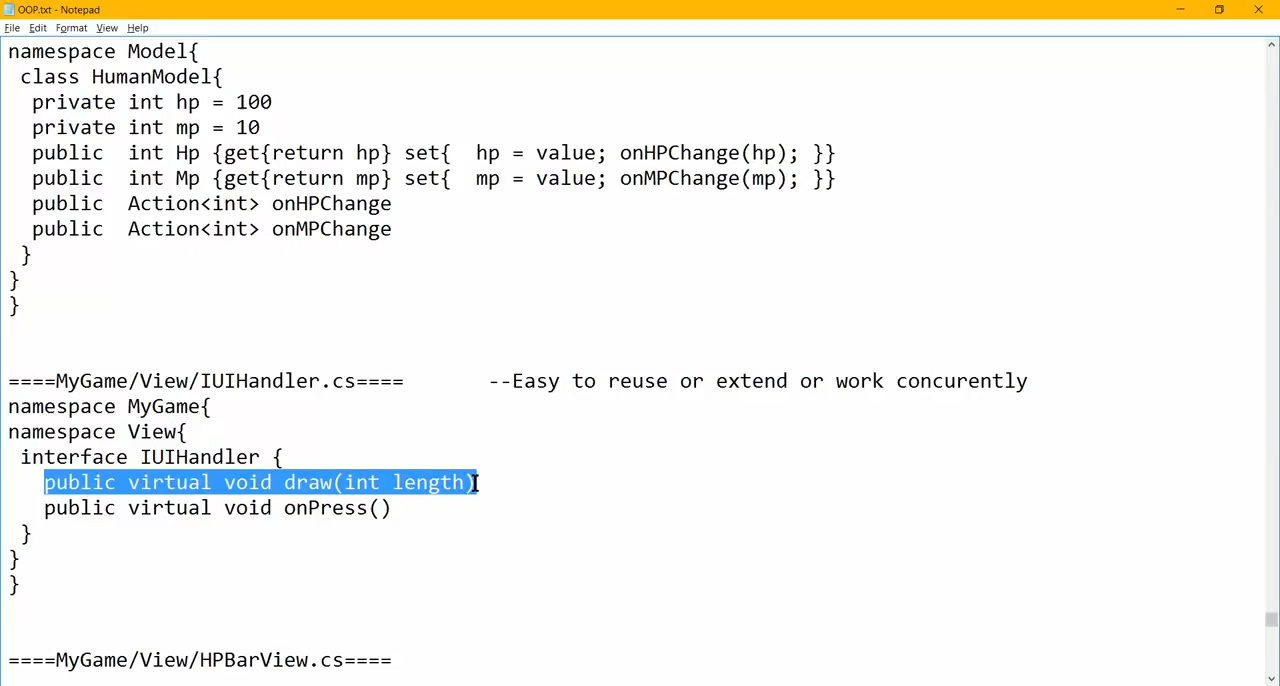 OOP.txt - Notepad
File Edit Format View Help
namespace Model{
class HumanModel{
private int hp = 100
private int mp = 10
public int Hp {get{return hp} set{ hp = value; onHPChange(hp); }}
public int Mp {get{return mp} set{ mp = value; onMPChange(mp); }}
public Action<int> onHPChange
public Action<int> onMPChange
}
}
}
====MyGame/View/IUIHandler.cs==== --Easy to reuse or extend or work concurently
namespace MyGame{
namespace View{
interface IUIHandler {
public virtual void draw(int length)
public virtual void onPress()
}
}
}
====MyGame/View/HPBarView.cs====